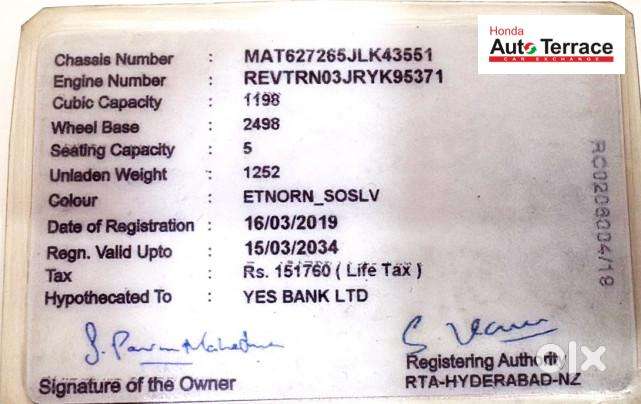 Honda
Auto Terrace
CAR EXCHANGE
Chassis Number : MAT627265JLK43551
Engine Number : REVTRN03JRYK95371
Cubic Capacity : 1198
Wheel Base : 2498
Seating Capacity : 5
Unladen Weight : 1252
Colour : ETNORN_SOSLV
Date of Registration : 16/03/2019
Regn. Valid Upto : 15/03/2034
Tax : Rs. 151760 ( Life Tax )
Hypothecated To : YES BANK LTD
Signature of the Owner
Registering Authority
RTA-HYDERABAD-NZ
olx